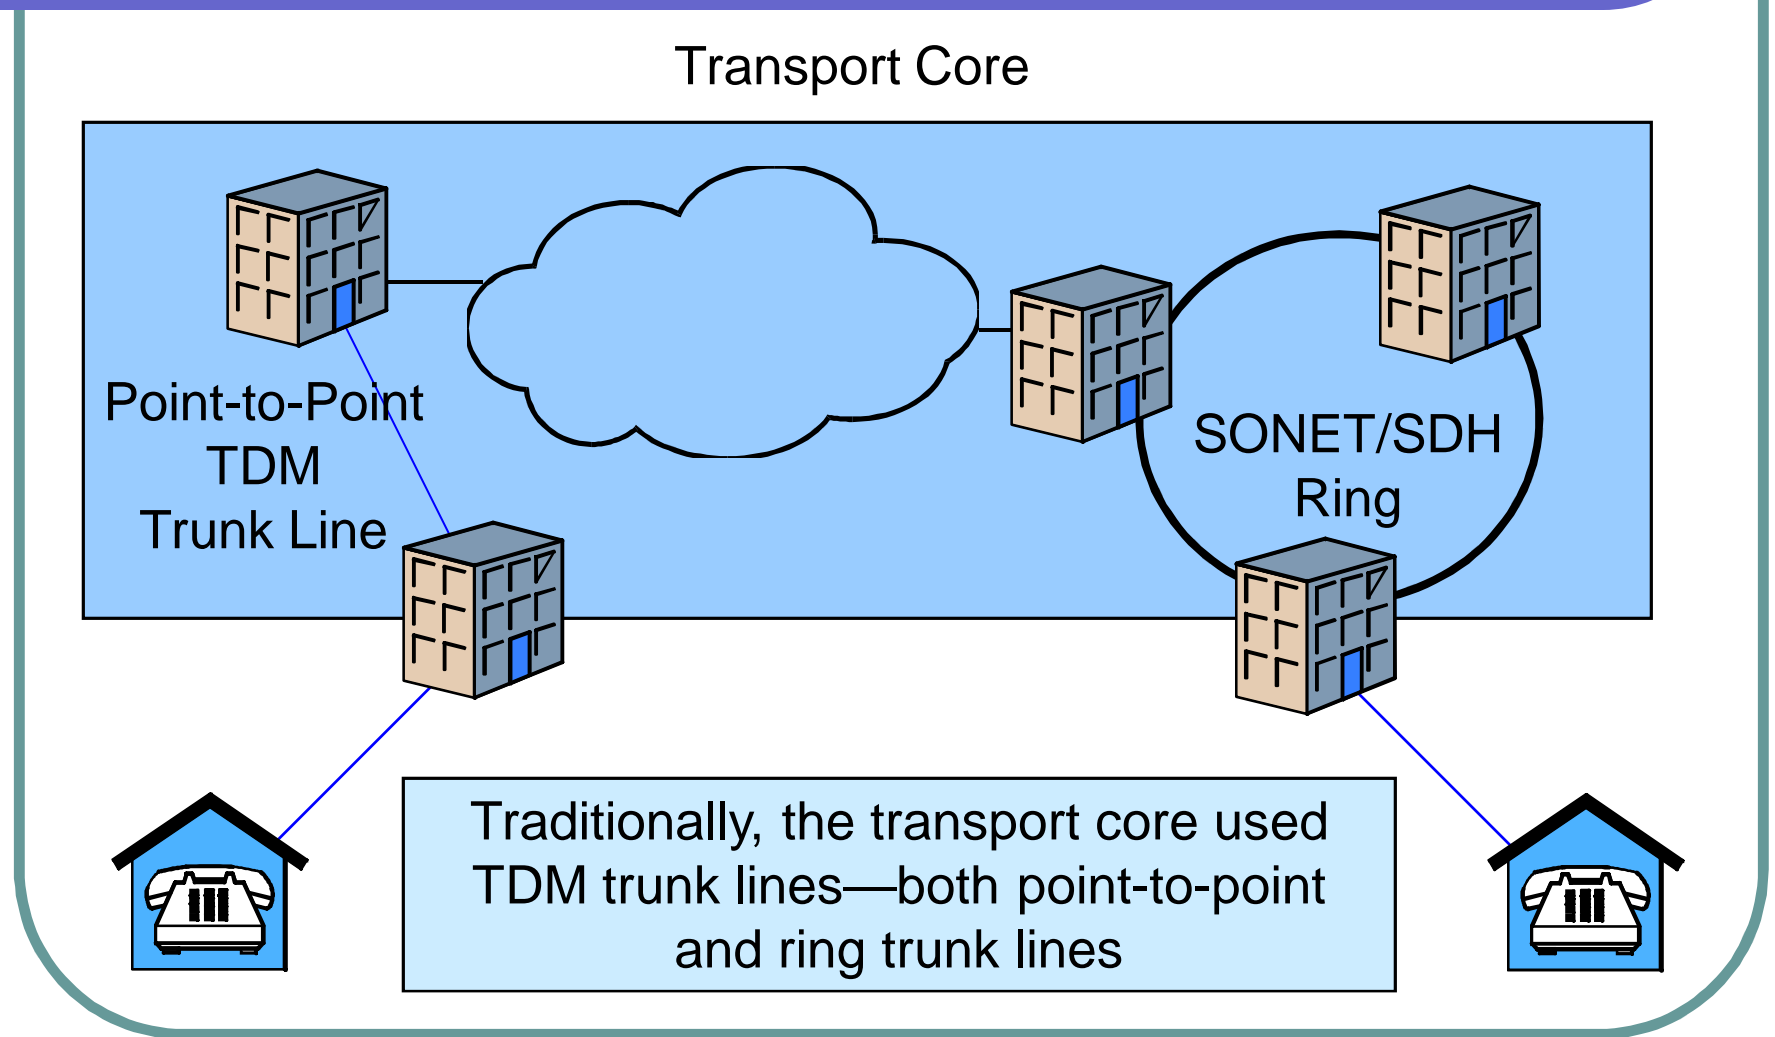 Transport Core
Point-to-Point
TDM
Trunk Line
SONET/SDH
Ring
Traditionally, the transport core used
TDM trunk lines—both point-to-point
and ring trunk lines